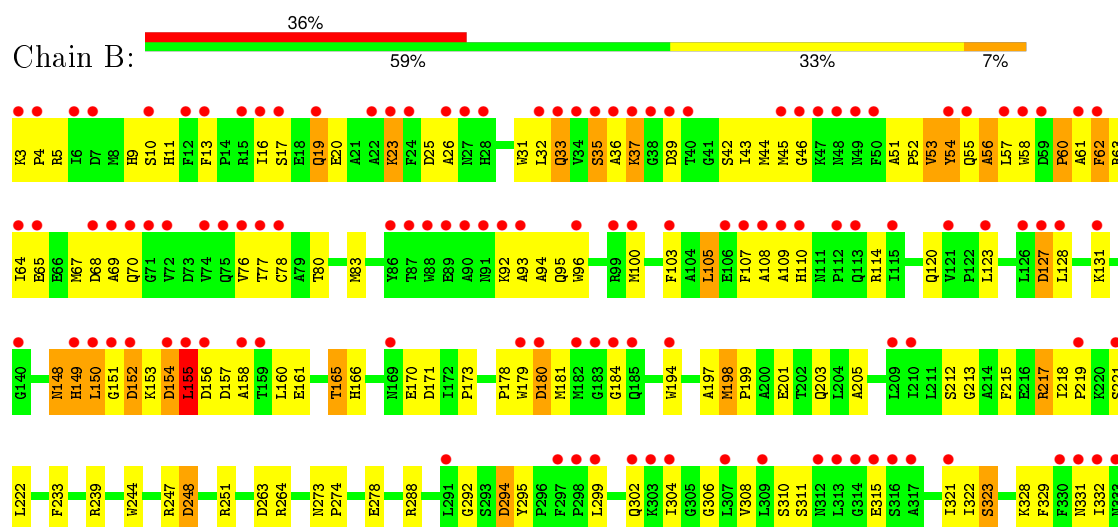 36%
Chain B:
59% 33% 7%
K3 P4 R5 I6 D7 M8 H9 S10 H11 F12 F13 P14 R15 I16 S17 E18 Q19 E20 A21 A22 K23 F24 D25 A26 N27 H28 W31 L32 Q33 V34 S35 A36 K37 G38 D39 T40 G41 S42 I43 M44 M45 G46 K47 N48 N49 F50 A51 P52 V53 Y54 Q55 A56 L57 W58 D59 P60 A61 F62 R63
I64 E65 E66 M67 D68 A69 Q70 G71 V72 D73 V74 Q75 V76 T77 C78 A79 T80 M83 Y86 T87 W88 E89 A90 N91 K92 A93 A94 Q95 W96 R99 M100 F103 A104 L105 E106 F107 A108 A109 H110 N111 P112 Q113 R114 I115 Q120 V121 P122 L123 L126 D127 L128 K131
G140 N148 H149 L150 G151 D152 K153 D154 L155 D156 D157 A158 T159 L160 E161 T165 H166 N169 E170 D171 I172 P173 P178 W179 D180 M181 M182 G183 G184 Q185 W194 A197 M198 P199 A200 E201 T202 Q203 L204 A205 L209 I210 L211 S212 G213 A214 F215 E216 R217 I218 P219 K220 S221
L222 F233 R239 W244 R247 D248 R251 D263 R264 N273 P274 E278 R288 L291 G292 S293 D294 Y295 P296 F297 P298 L299 Q302 K303 I304 G305 G306 L307 V308 L309 S310 S311 N312 L313 G314 E315 S316 A317 I321 I322 S323 K328 F329 F330 N331 I332